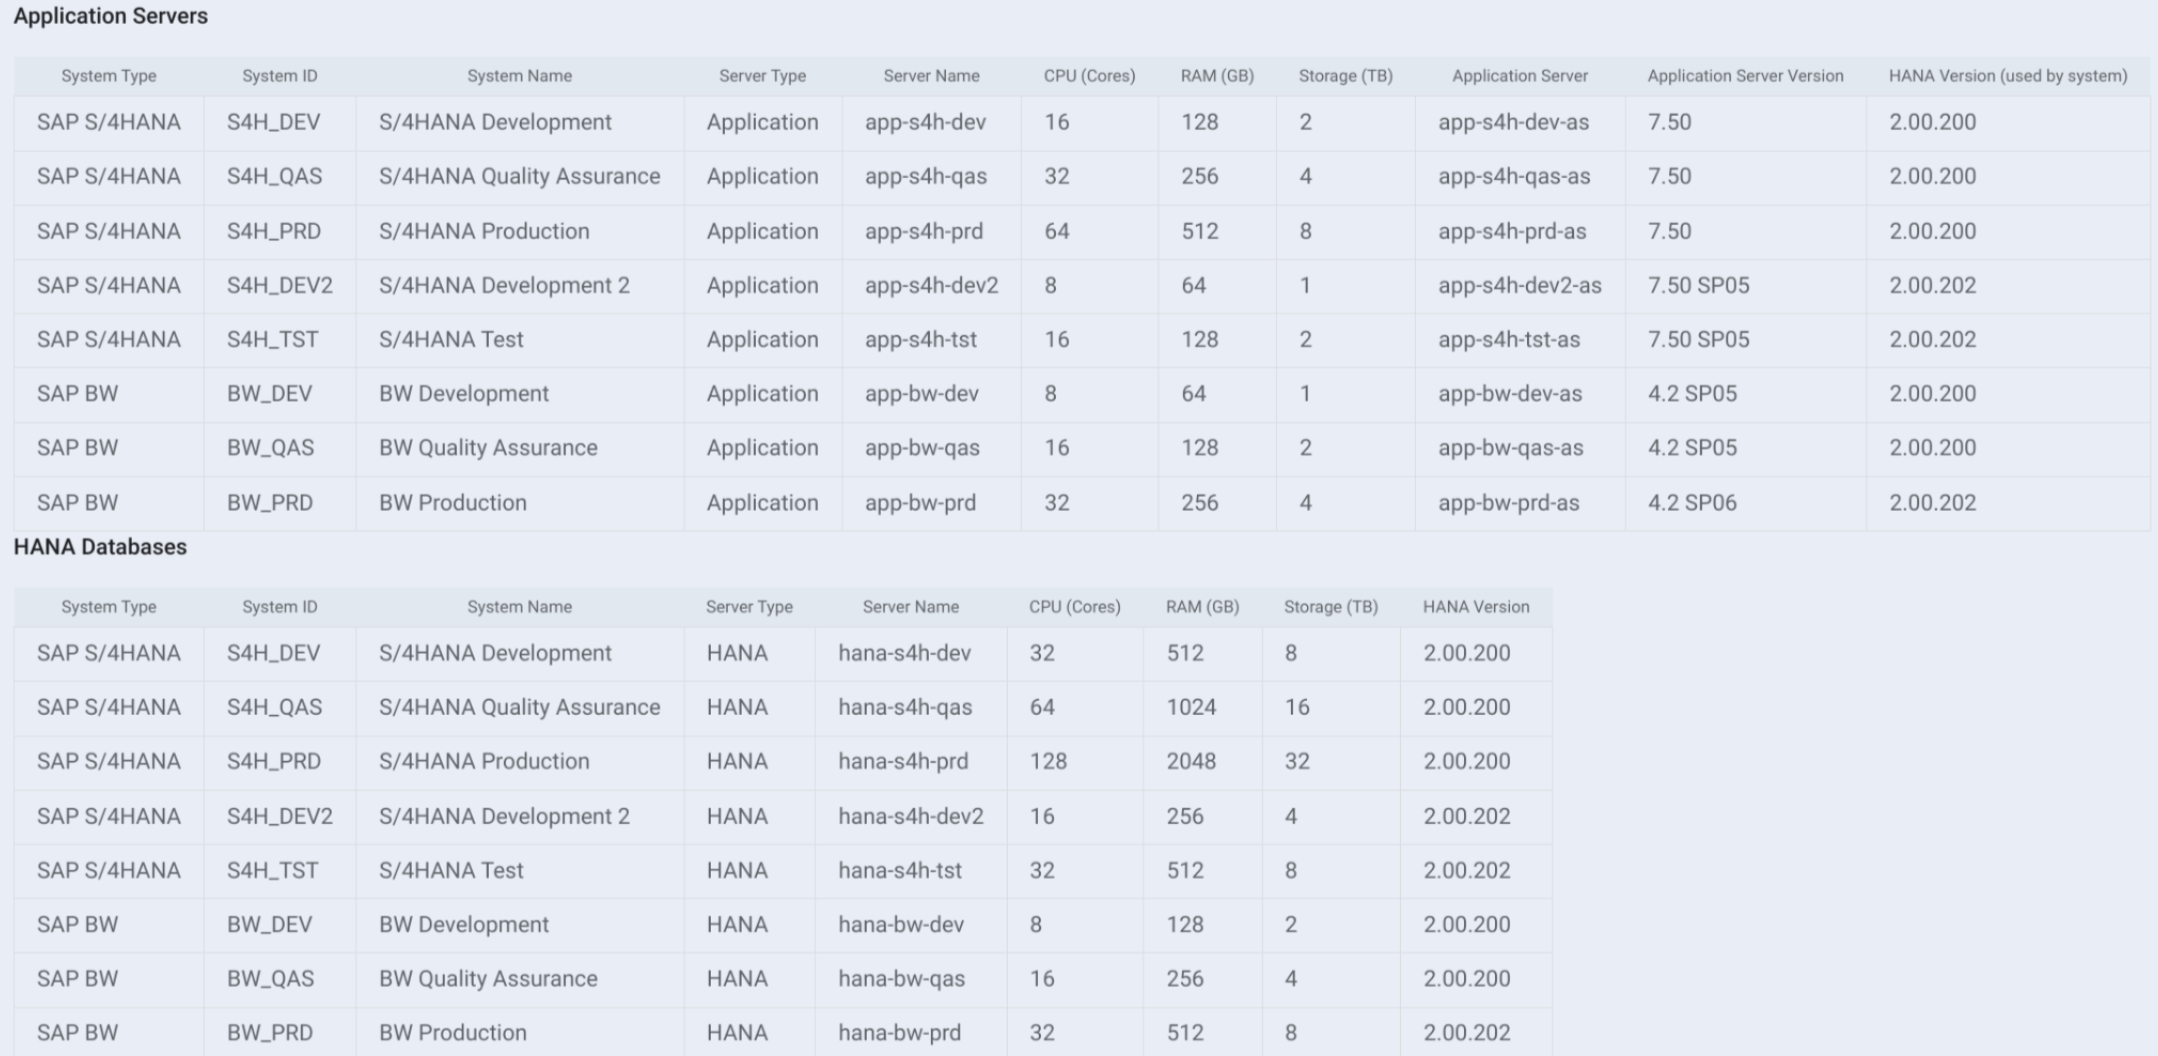 Application Servers
System Type System ID System Name Server Type Server Name CPU (Cores) RAM (GB) Storage (TB) Application Server Application Server Version HANA Version (used by system)
SAP S/4HANA S4H_DEV S/4HANA Development Application app-s4h-dev 16 128 2 app-s4h-dev-as 7.50 2.00.200
SAP S/4HANA S4H_QAS S/4HANA Quality Assurance Application app-s4h-qas 32 256 4 app-s4h-qas-as 7.50 2.00.200
SAP S/4HANA S4H_PRD S/4HANA Production Application app-s4h-prd 64 512 8 app-s4h-prd-as 7.50 2.00.200
SAP S/4HANA S4H_DEV2 S/4HANA Development 2 Application app-s4h-dev2 8 64 1 app-s4h-dev2-as 7.50 SP05 2.00.202
SAP S/4HANA S4H_TST S/4HANA Test Application app-s4h-tst 16 128 2 app-s4h-tst-as 7.50 SP05 2.00.202
SAP BW BW_DEV BW Development Application app-bw-dev 8 64 1 app-bw-dev-as 4.2 SP05 2.00.200
SAP BW BW_QAS BW Quality Assurance Application app-bw-qas 16 128 2 app-bw-qas-as 4.2 SP05 2.00.200
SAP BW BW_PRD BW Production Application app-bw-prd 32 256 4 app-bw-prd-as 4.2 SP06 2.00.202
HANA Databases
System Type System ID System Name Server Type Server Name CPU (Cores) RAM (GB) Storage (TB) HANA Version
SAP S/4HANA S4H_DEV S/4HANA Development HANA hana-s4h-dev 32 512 8 2.00.200
SAP S/4HANA S4H_QAS S/4HANA Quality Assurance HANA hana-s4h-qas 64 1024 16 2.00.200
SAP S/4HANA S4H_PRD S/4HANA Production HANA hana-s4h-prd 128 2048 32 2.00.200
SAP S/4HANA S4H_DEV2 S/4HANA Development 2 HANA hana-s4h-dev2 16 256 4 2.00.202
SAP S/4HANA S4H_TST S/4HANA Test HANA hana-s4h-tst 32 512 8 2.00.202
SAP BW BW_DEV BW Development HANA hana-bw-dev 8 128 2 2.00.200
SAP BW BW_QAS BW Quality Assurance HANA hana-bw-qas 16 256 4 2.00.200
SAP BW BW_PRD BW Production HANA hana-bw-prd 32 512 8 2.00.202